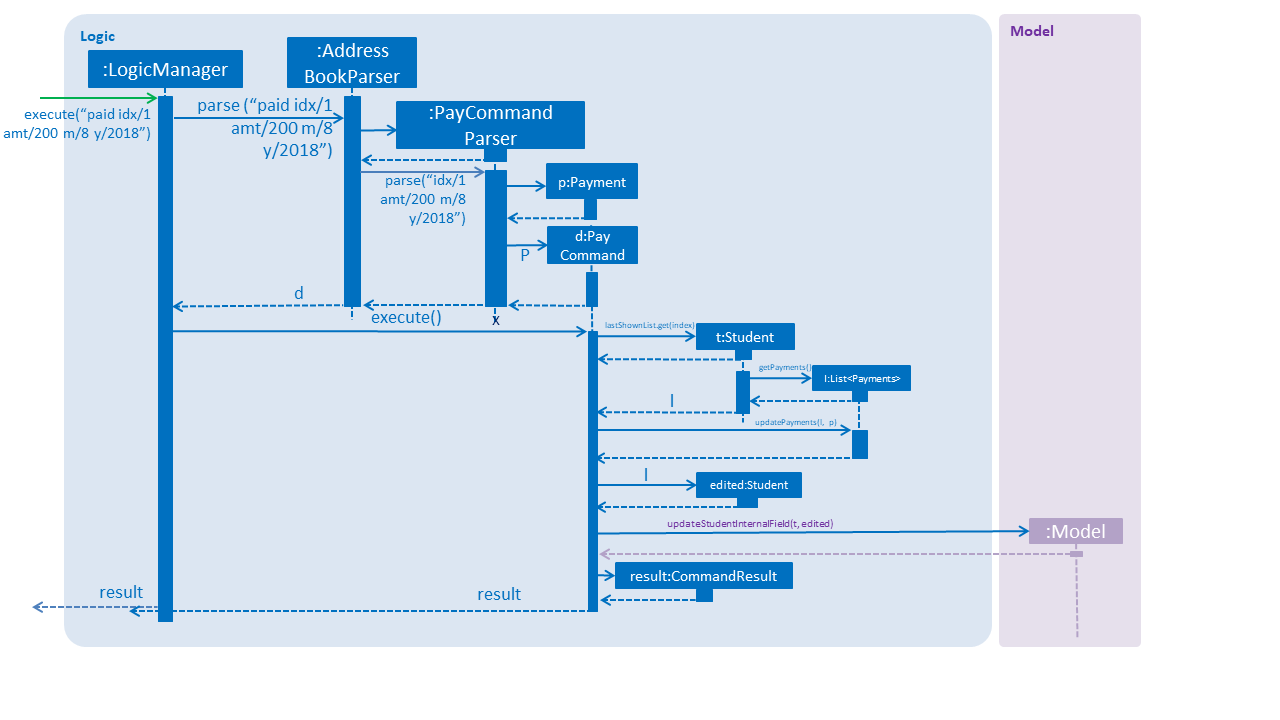 Logic
Model
:LogicManager
:Address
BookParser
execute(“paid idx/1
amt/200 m/8 y/2018”)
parse (“paid idx/1
amt/200 m/8
y/2018”)
:PayCommand
Parser
parse(“idx/1
amt/200 m/8
y/2018”)
p:Payment
d:Pay
Command
P
d
x
execute()
lastShownList.get(index)
t:Student
getPayments()
l:List<Payments>
l
updatePayments(l, p)
l
edited:Student
updateStudentInternalField(t, edited)
:Model
result:CommandResult
result
result